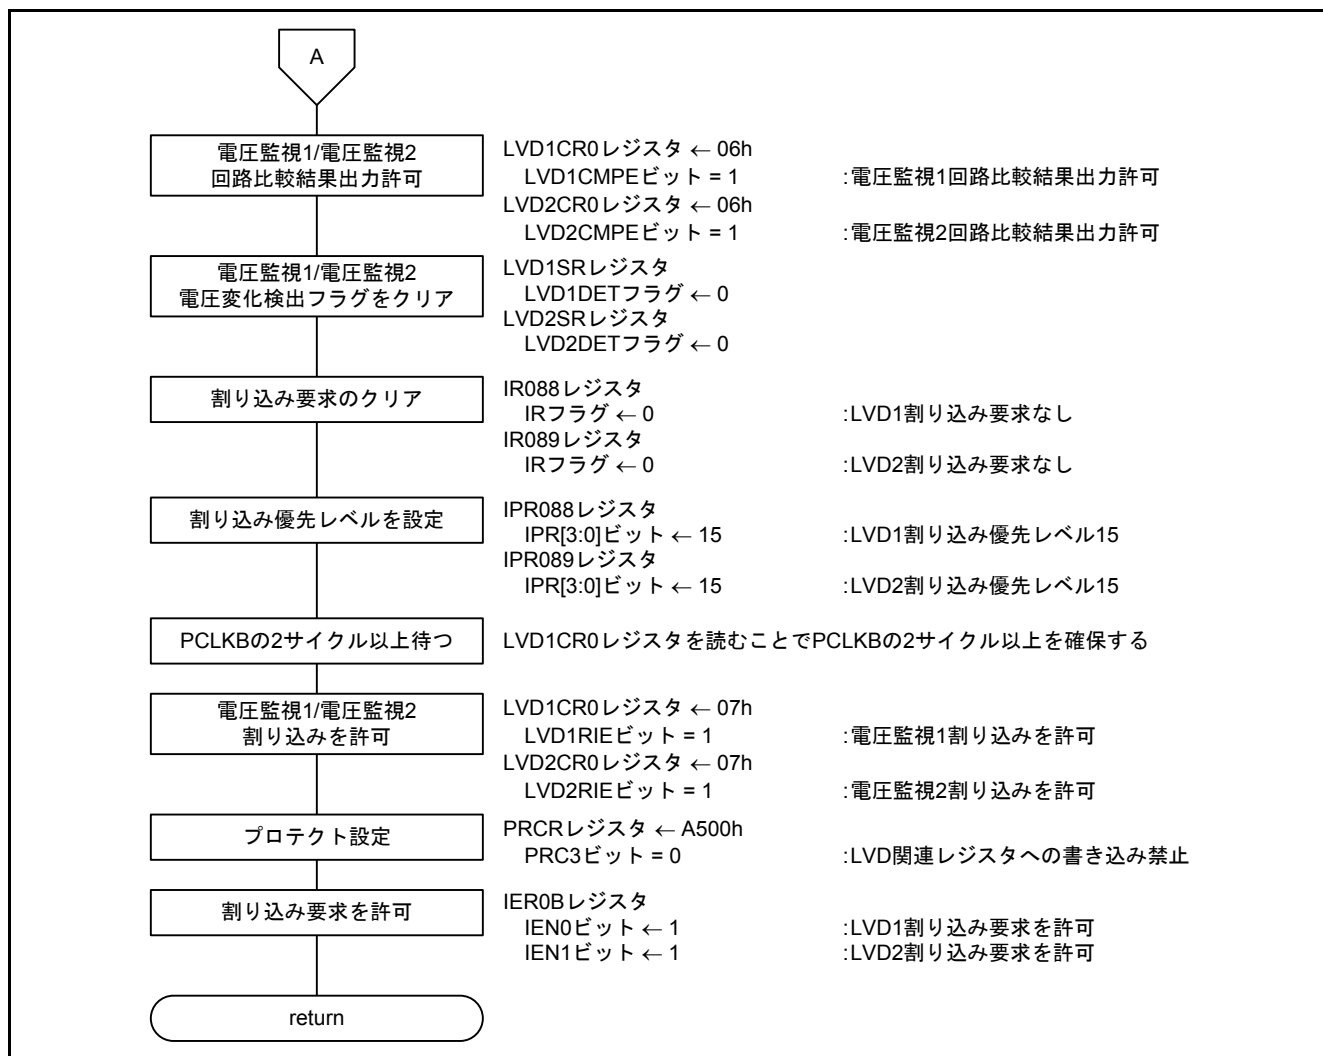 A
電圧監視1/電圧監視2
回路比較結果出力許可
LVD1CR0レジスタ ← 06h
LVD1CMPEビット = 1 :電圧監視1回路比較結果出力許可
LVD2CR0レジスタ ← 06h
LVD2CMPEビット = 1 :電圧監視2回路比較結果出力許可
電圧監視1/電圧監視2
電圧変化検出フラグをクリア
LVD1SRレジスタ
LVD1DETフラグ ← 0
LVD2SRレジスタ
LVD2DETフラグ ← 0
割り込み要求のクリア
IR088レジスタ
IRフラグ ← 0 :LVD1割り込み要求なし
IR089レジスタ
IRフラグ ← 0 :LVD2割り込み要求なし
割り込み優先レベルを設定
IPR088レジスタ
IPR[3:0]ビット ← 15 :LVD1割り込み優先レベル15
IPR089レジスタ
IPR[3:0]ビット ← 15 :LVD2割り込み優先レベル15
PCLKBの2サイクル以上待つ
LVD1CR0レジスタを読むことでPCLKBの2サイクル以上を確保する
電圧監視1/電圧監視2
割り込みを許可
LVD1CR0レジスタ ← 07h
LVD1RIEビット = 1 :電圧監視1割り込みを許可
LVD2CR0レジスタ ← 07h
LVD2RIEビット = 1 :電圧監視2割り込みを許可
プロテクト設定
PRCRレジスタ ← A500h
PRC3ビット = 0 :LVD関連レジスタへの書き込み禁止
割り込み要求を許可
IER0Bレジスタ
IEN0ビット ← 1 :LVD1割り込み要求を許可
IEN1ビット ← 1 :LVD2割り込み要求を許可
return